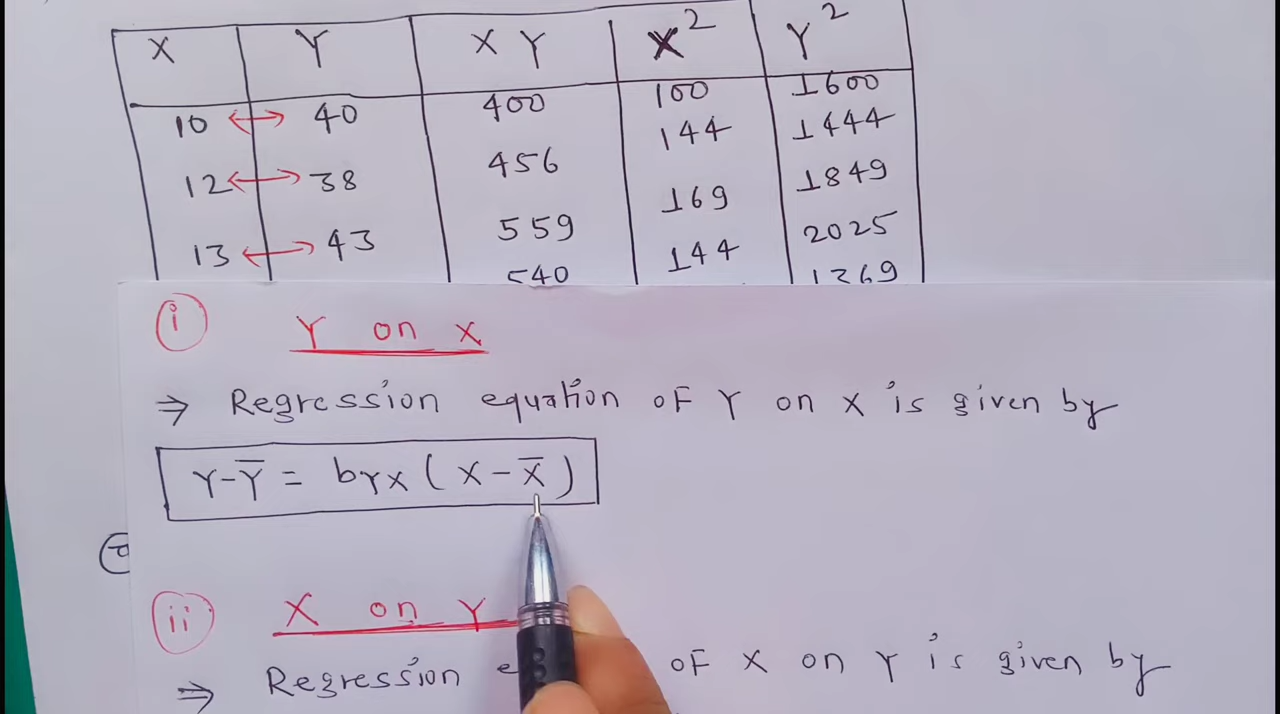 X Y XY X² Y²
10 ↔ 40 400 100 1600
12 ↔ 38 456 144 1444
13 ↔ 43 559 169 1849
540 144 2025
1369
i Y on X
⇒ Regression equation of Y on X is given by
Y-Ȳ = bYX (X-X̄)
ii X on Y
⇒ Regression of X on Y is given by